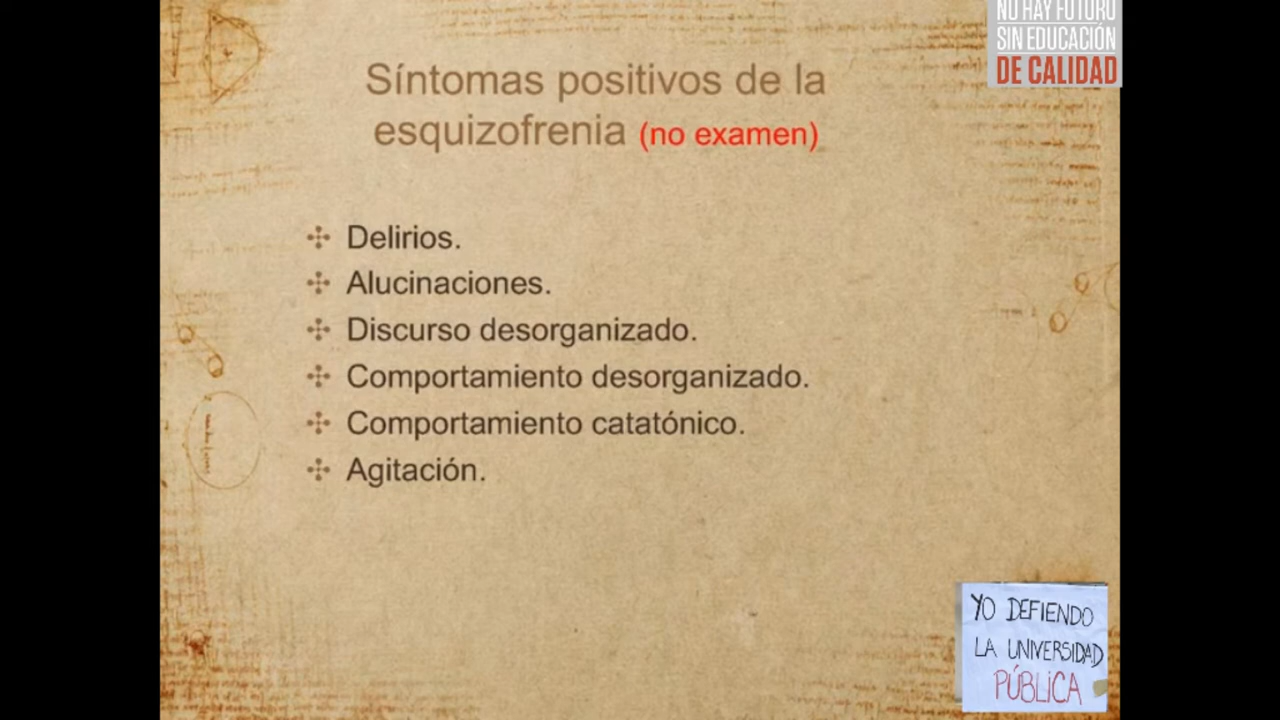 NO HAY FUTURO
SIN EDUCACIÓN
DE CALIDAD
Síntomas positivos de la
esquizofrenia (no examen)
Delirios.
Alucinaciones.
Discurso desorganizado.
Comportamiento desorganizado.
Comportamiento catatónico.
Agitación.
YO DEFIENDO
LA UNIVERSIDAD
PÚBLICA